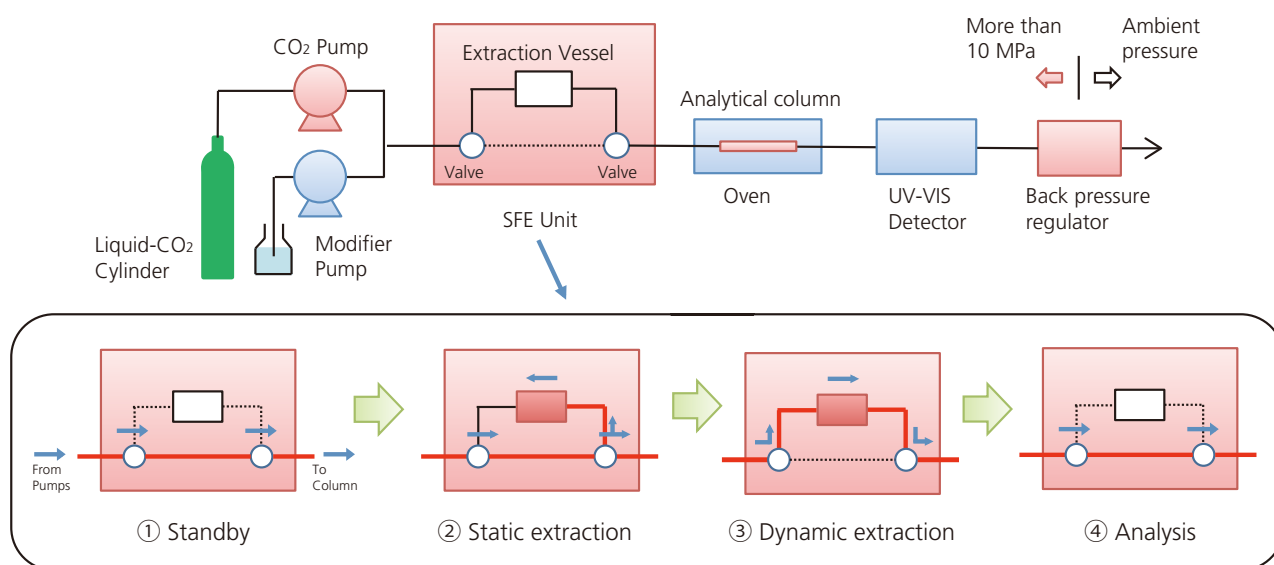 More than
10 MPa
Ambient
pressure
CO₂ Pump
Extraction Vessel
Analytical column
Valve
Valve
Oven
UV-VIS
Detector
Back pressure
regulator
SFE Unit
Liquid-CO₂
Cylinder
Modifier
Pump
From
Pumps
To
Column
① Standby
② Static extraction
③ Dynamic extraction
④ Analysis